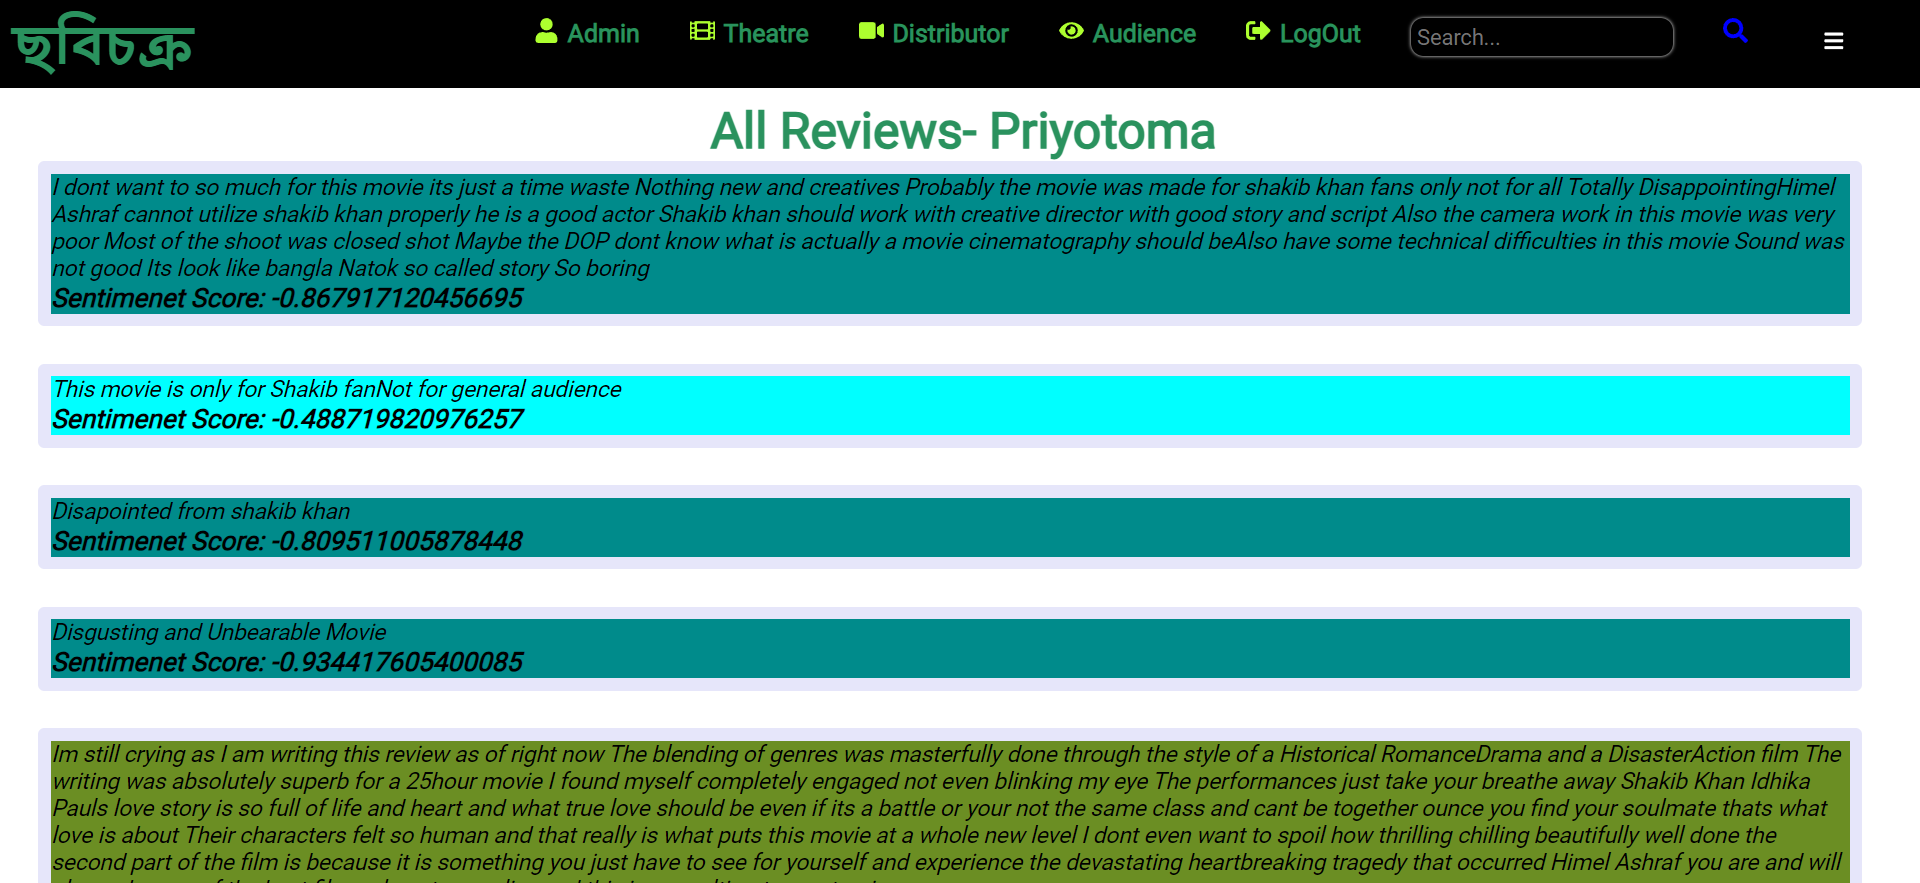 ছবিচক্র
Admin
Theatre
Distributor
Audience
LogOut
Search...
All Reviews- Priyotoma
I dont want to so much for this movie its just a time waste Nothing new and creatives Probably the movie was made for shakib khan fans only not for all Totally DisappointingHimel
Ashraf cannot utilize shakib khan properly he is a good actor Shakib khan should work with creative director with good story and script Also the camera work in this movie was very
poor Most of the shoot was closed shot Maybe the DOP dont know what is actually a movie cinematography should beAlso have some technical difficulties in this movie Sound was
not good Its look like bangla Natok so called story So boring
Sentimenet Score: -0.867917120456695
This movie is only for Shakib fanNot for general audience
Sentimenet Score: -0.488719820976257
Disapointed from shakib khan
Sentimenet Score: -0.809511005878448
Disgusting and Unbearable Movie
Sentimenet Score: -0.934417605400085
Im still crying as I am writing this review as of right now The blending of genres was masterfully done through the style of a Historical RomanceDrama and a DisasterAction film The
writing was absolutely superb for a 25hour movie I found myself completely engaged not even blinking my eye The performances just take your breathe away Shakib Khan Idhika
Pauls love story is so full of life and heart and what true love should be even if its a battle or your not the same class and cant be together ounce you find your soulmate thats what
love is about Their characters felt so human and that really is what puts this movie at a whole new level I dont even want to spoil how thrilling chilling beautifully well done the
second part of the film is because it is something you just have to see for yourself and experience the devastating heartbreaking tragedy that occurred Himel Ashraf you are and will